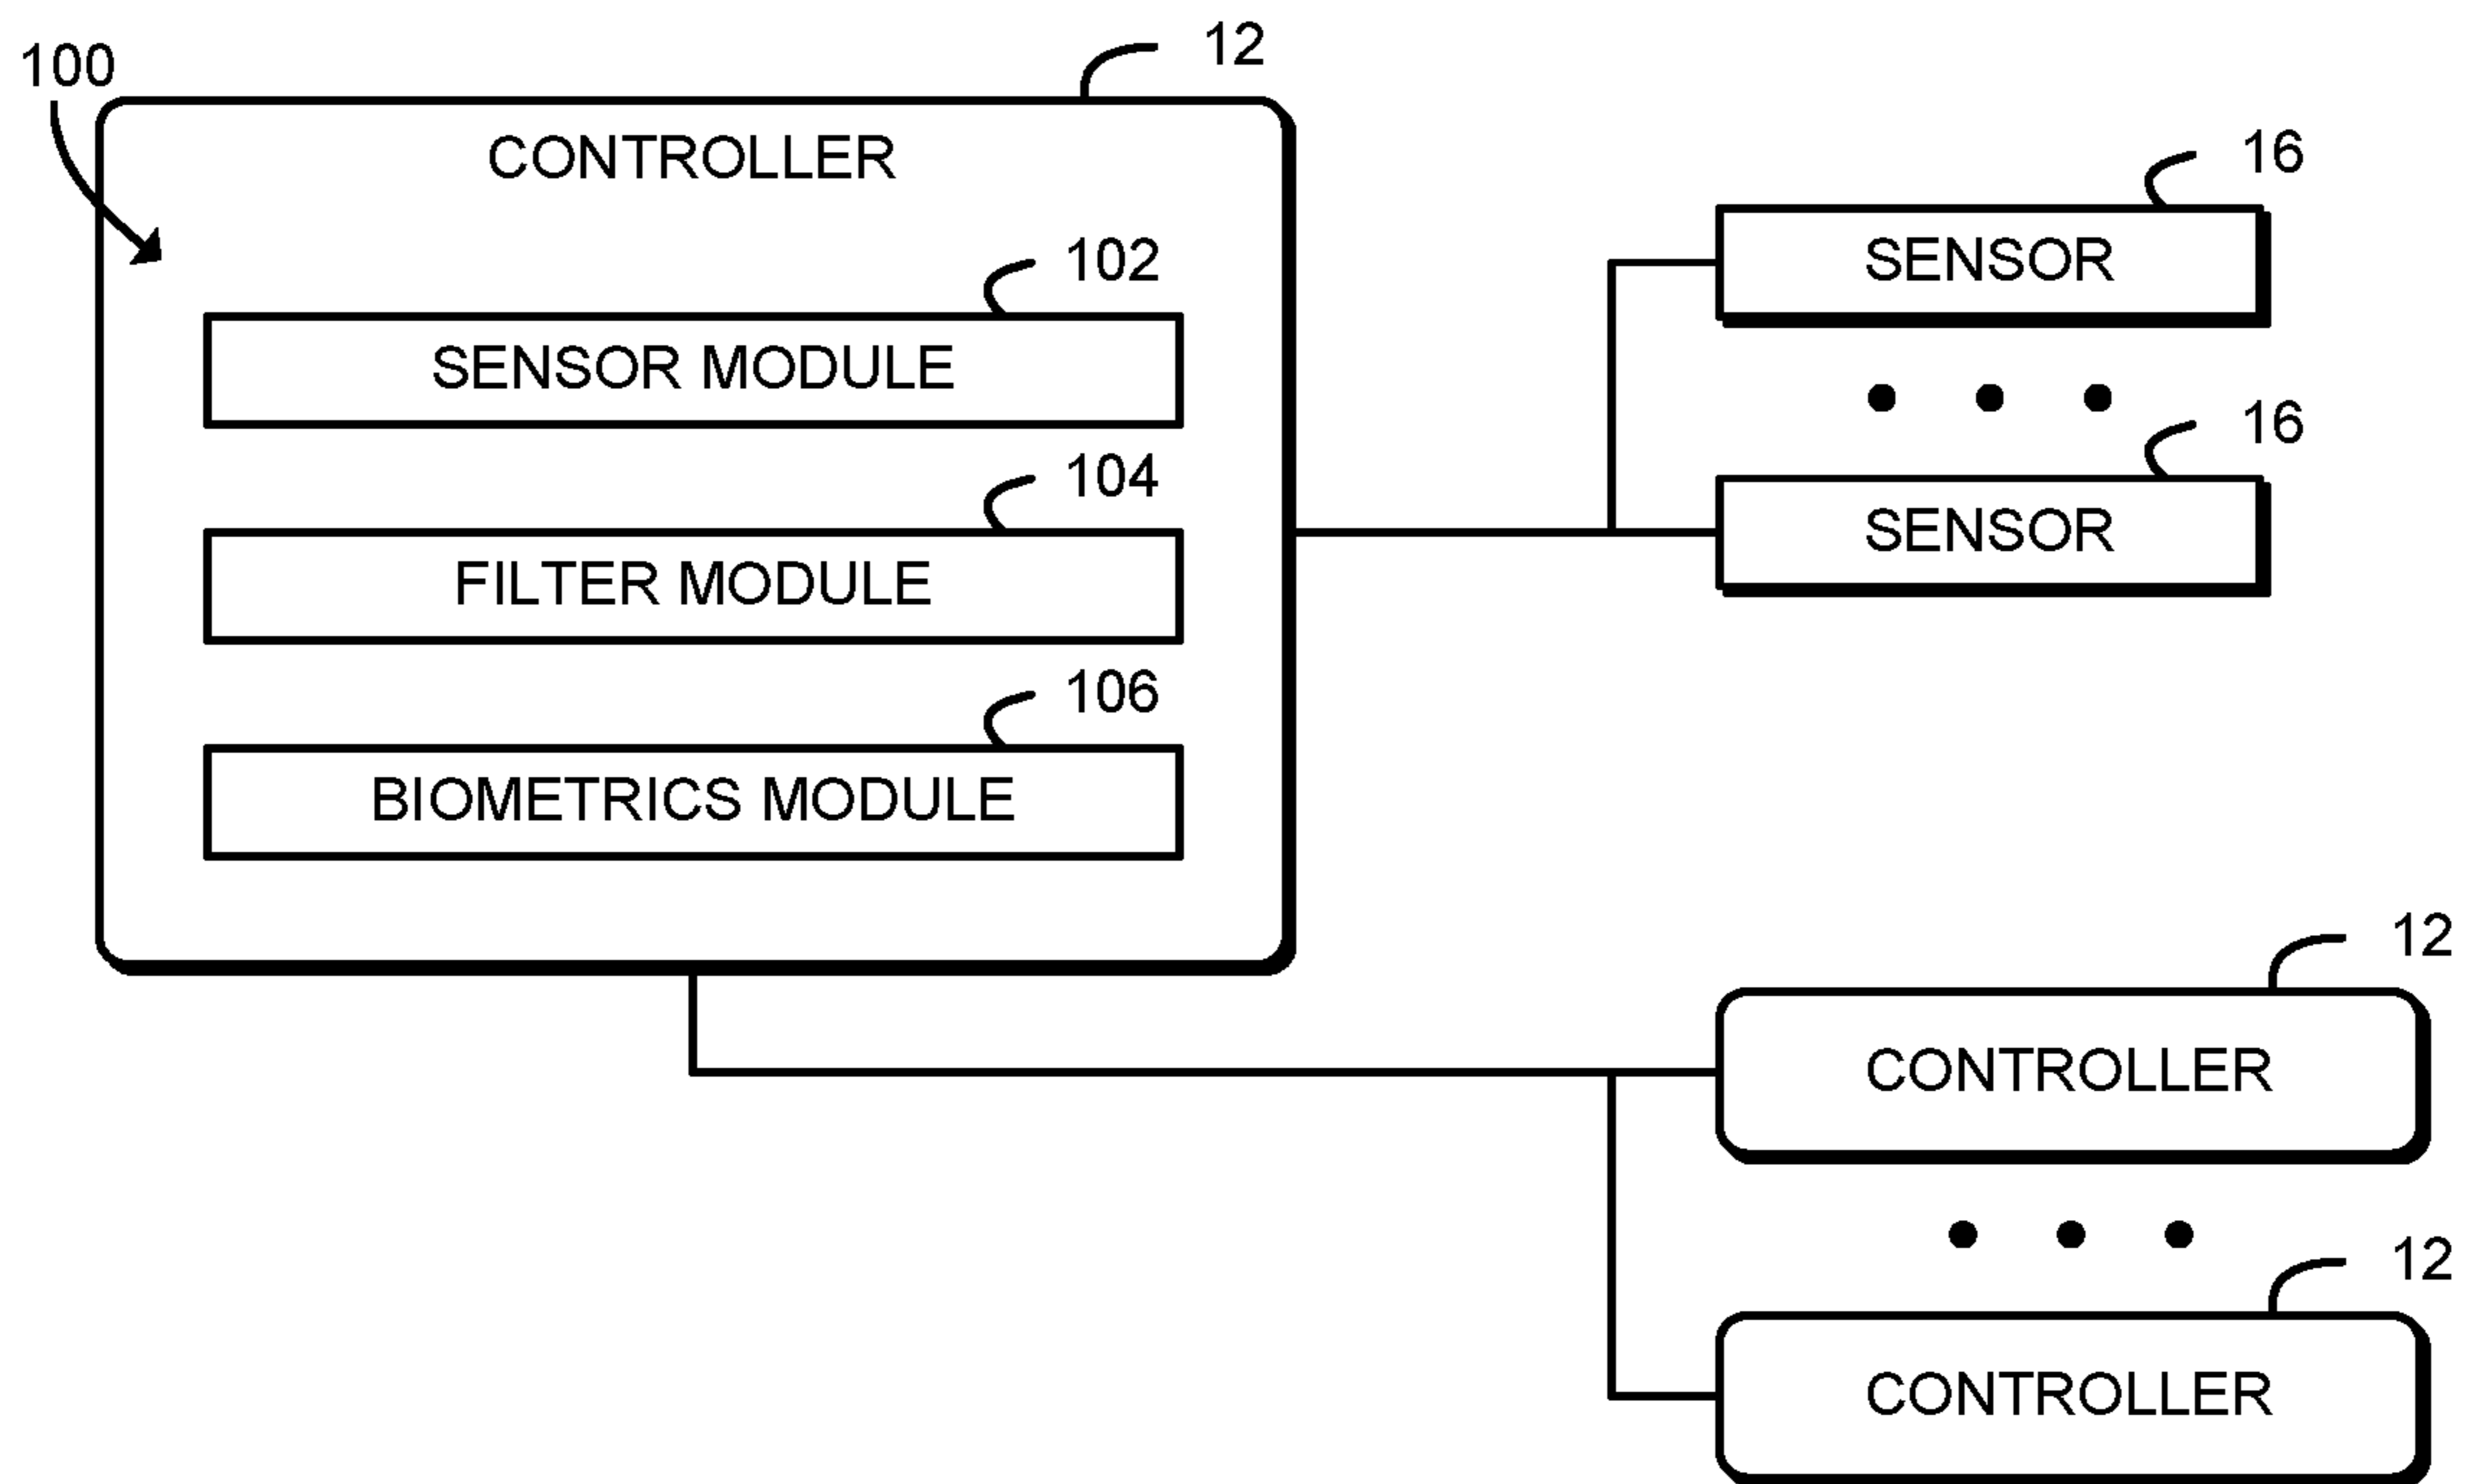 100
12
CONTROLLER
102
SENSOR MODULE
104
FILTER MODULE
106
BIOMETRICS MODULE
16
SENSOR
16
SENSOR
12
CONTROLLER
12
CONTROLLER